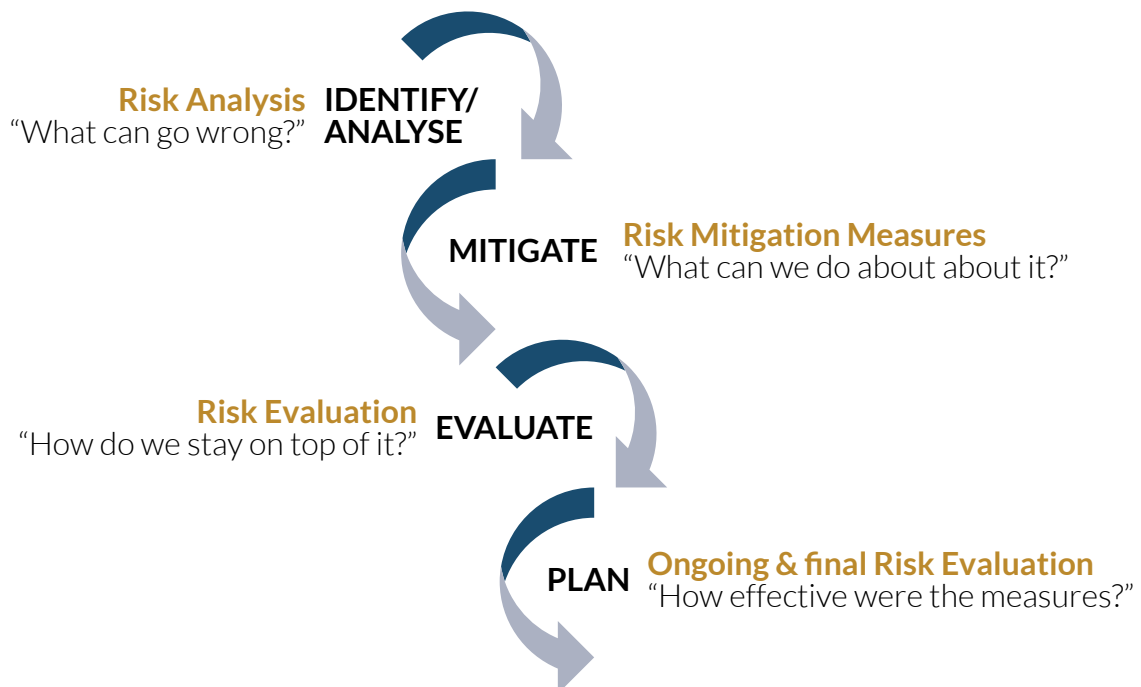 Risk Analysis
“What can go wrong?”
IDENTIFY/
ANALYSE
MITIGATE
Risk Mitigation Measures
“What can we do about about it?”
Risk Evaluation
“How do we stay on top of it?”
EVALUATE
PLAN
Ongoing & final Risk Evaluation
“How effective were the measures?”